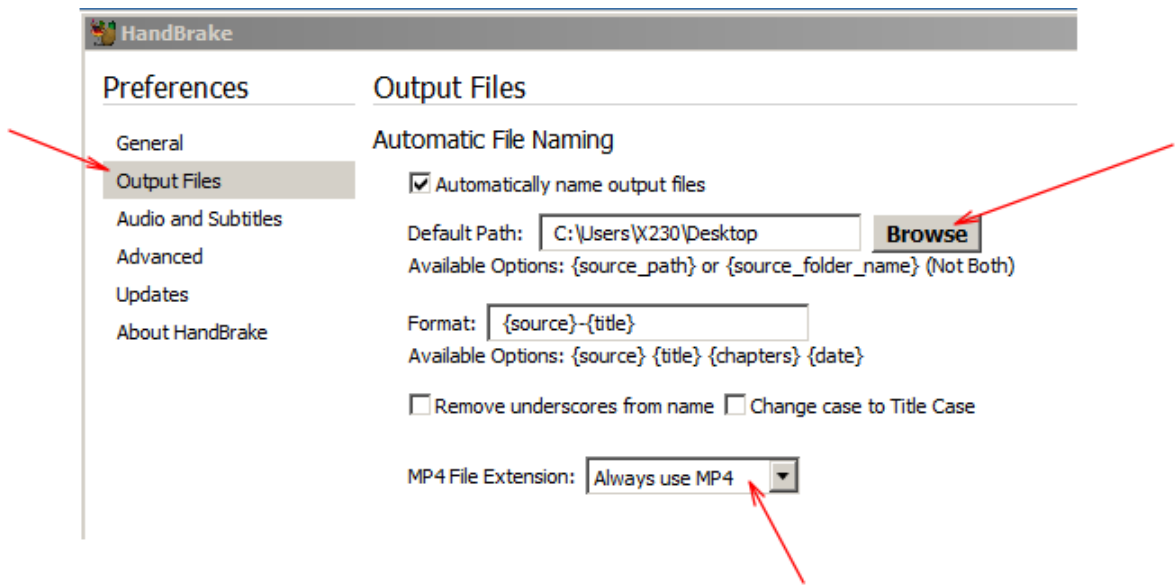 HandBrake
Preferences
General
Output Files
Audio and Subtitles
Advanced
Updates
About HandBrake
Output Files
Automatic File Naming
Automatically name output files
Default Path: C:\Users\X230\Desktop Browse
Available Options: {source_path} or {source_folder_name} (Not Both)
Format: {source}-{title}
Available Options: {source} {title} {chapters} {date}
Remove underscores from name Change case to Title Case
MP4 File Extension: Always use MP4